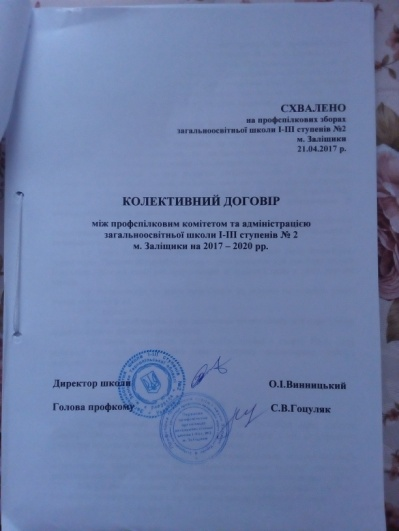 СХВАЛЕНО
на профспілкових зборах
загальноосвітньої школи І-ІІІ ступенів №2
м. Заліщики
21.04.2017 р.
КОЛЕКТИВНИЙ ДОГОВІР
між профспілковим комітетом та адміністрацією
загальноосвітньої школи І-ІІІ ступенів № 2
м. Заліщики на 2017 – 2020 рр.
Директор школи О.І.Винницький
Голова профкому С.В.Гоцуляк